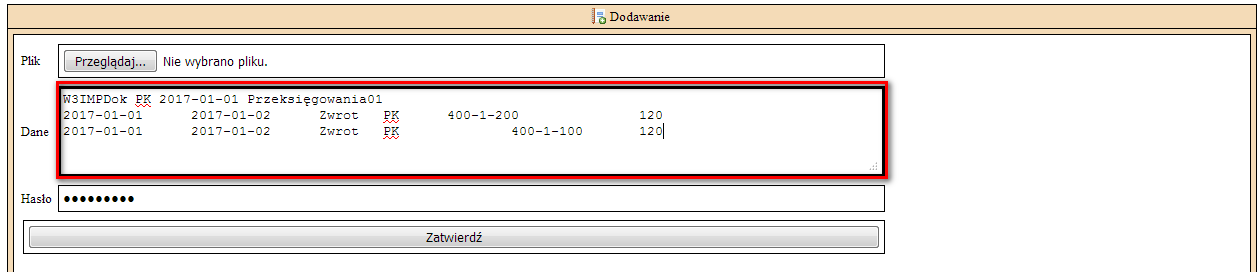 Dodawanie
Plik Przeglądaj... Nie wybrano pliku.
Dane
W3IMPDok PK 2017-01-01 Przeksięgowania01
2017-01-01 2017-01-02 Zwrot PK 400-1-200 120
2017-01-01 2017-01-02 Zwrot PK 400-1-100 120
Hasło ●●●●●●●●●
Zatwierdź